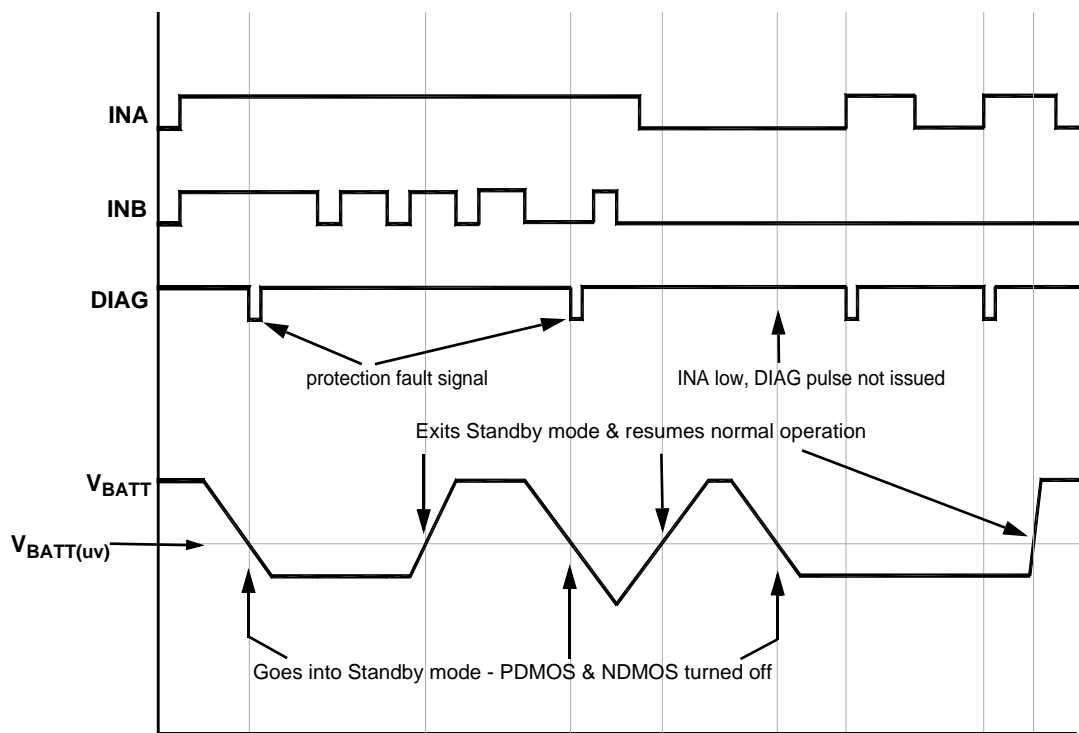 INA
INB
DIAG
protection fault signal
INA low, DIAG pulse not issued
Exits Standby mode & resumes normal operation
VBATT
VBATT(uv)
Goes into Standby mode - PDMOS & NDMOS turned off